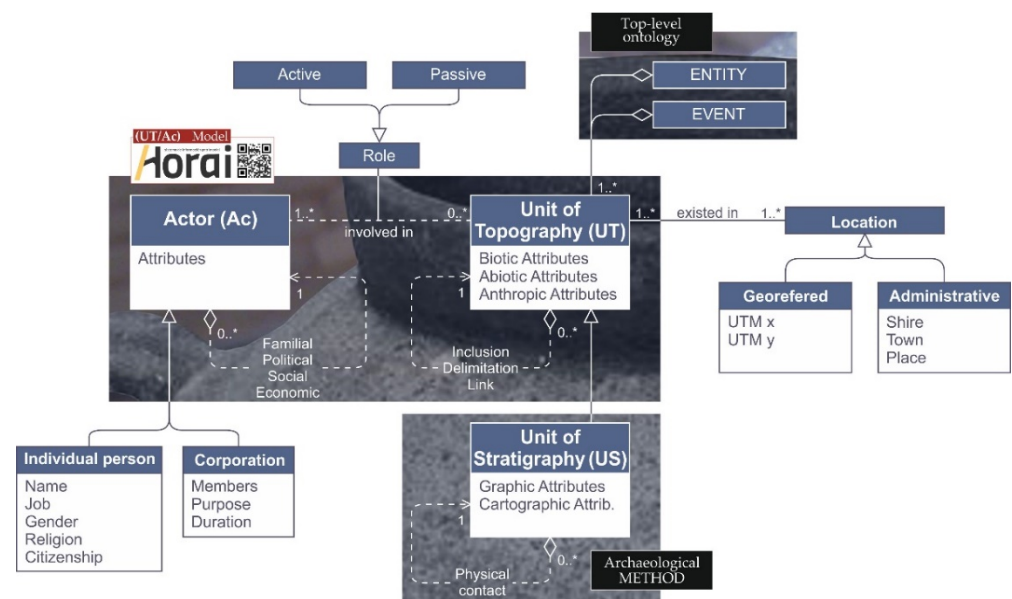 Top-level
ontology
ENTITY
EVENT
Active
Passive
Role
(UT/Ac) Model
Horai
1..*
Actor (Ac)
Attributes
1..*
0..*
involved in
Unit of
Topography (UT)
Biotic Attributes
Abiotic Attributes
Anthropic Attributes
1..*
existed in
1..*
Location
Georefered
UTM x
UTM y
Administrative
Shire
Town
Place
1
0..*
Familial
Political
Social
Economic
1
0..*
Inclusion
Delimitation
Link
Individual person
Name
Job
Gender
Religion
Citizenship
Corporation
Members
Purpose
Duration
Unit of
Stratigraphy (US)
Graphic Attributes
Cartographic Attrib.
1
0..*
Physical
contact
Archaeological
METHOD